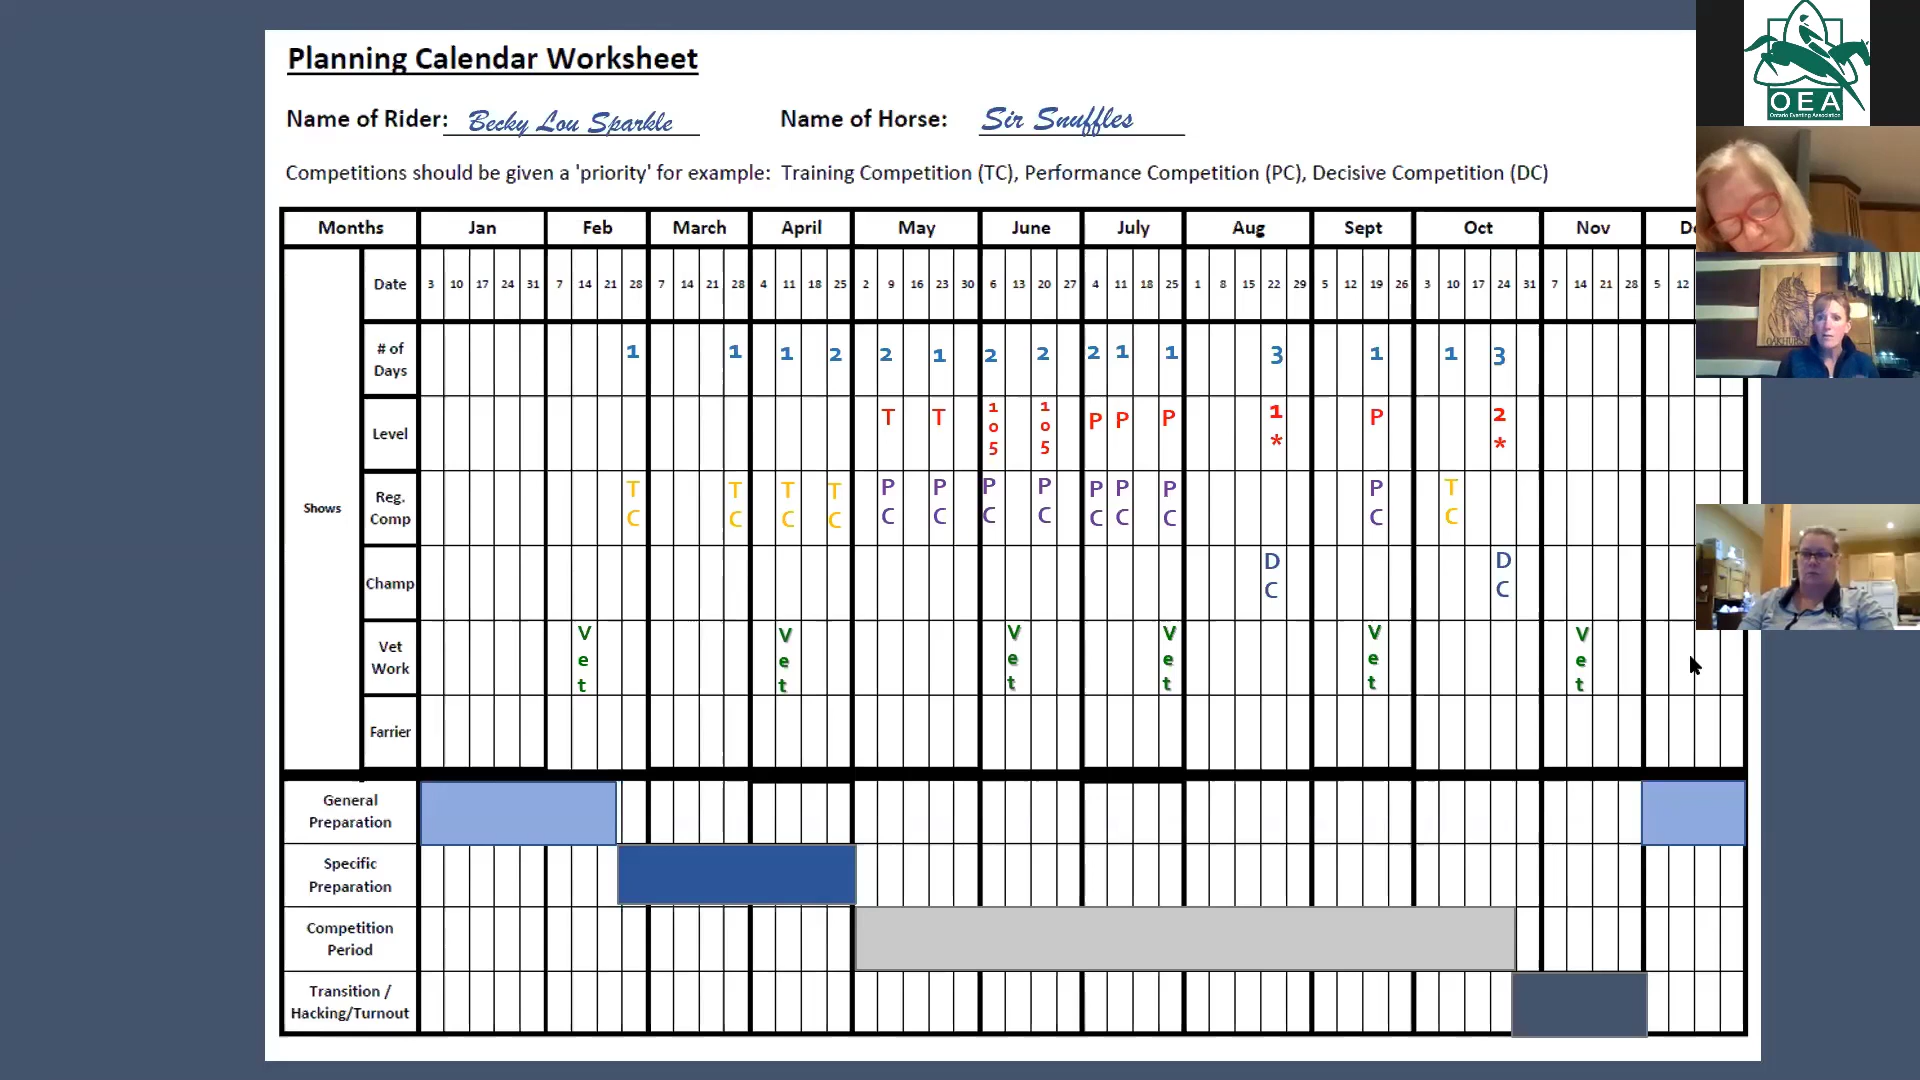 Planning Calendar Worksheet
Name of Rider: Becky Lou Sparkle Name of Horse: Sir Snuffles
Competitions should be given a 'priority' for example: Training Competition (TC), Performance Competition (PC), Decisive Competition (DC)
Months Jan Feb March April May June July Aug Sept Oct Nov
Date 3 10 17 24 31 7 14 21 28 7 14 21 28 4 11 18 25 2 9 16 23 30 6 13 20 27 4 11 18 25 1 8 15 22 29 5 12 19 26 3 10 17 24 31 7 14 21 28 5 12
# of Days 1 1 1 2 2 1 2 2 2 1 1 3 1 1 3
Level T T 105 105 P P P 1* P 2*
Shows
Reg. Comp TC TC TC TC PC PC PC PC PC PC PC PC TC
Champ DC DC
Vet Work Vet Vet Vet Vet Vet Vet
Farrier
General Preparation
Specific Preparation
Competition Period
Transition / Hacking/Turnout
OEA
Ontario Eventing Association